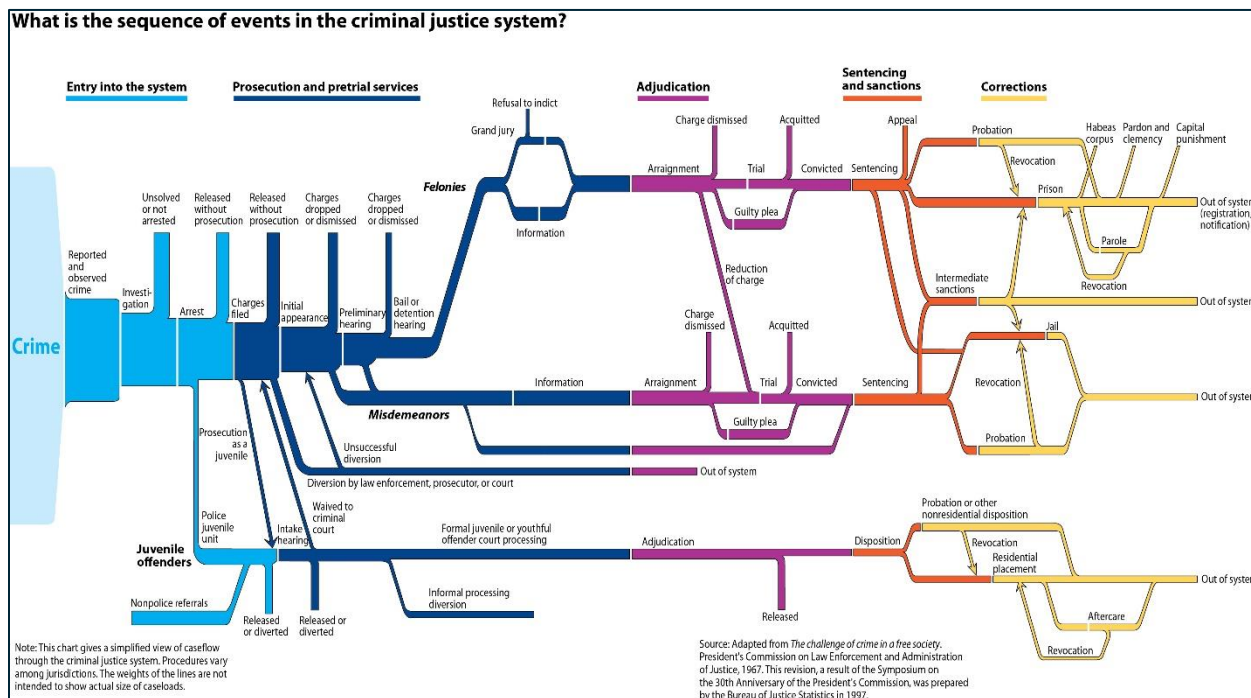 What is the sequence of events in the criminal justice system?
Entry into the system
Prosecution and pretrial services
Adjudication
Sentencing
and sanctions
Corrections
Refusal to indict
Grand jury
Felonies
Information
Charge dismissed
Acquitted
Arraignment
Trial
Convicted
Guilty plea
Sentencing
Appeal
Probation
Revocation
Habeas
corpus
Pardon and
clemency
Capital
punishment
Prison
Out of system
(registration,
notification)
Parole
Revocation
Unsolved
or not
arrested
Released
without
prosecution
Released
without
prosecution
Charges
dropped
or dismissed
Charges
dropped or
dismissed
Crime
Reported
and
observed
crime
Investi-
gation
Arrest
Charges
filed
Initial
appearance
Preliminary
hearing
Bail or
detention
hearing
Reduction
of charge
Intermediate
sanctions
Out of system
Misdemeanors
Information
Charge
dismissed
Acquitted
Arraignment
Trial
Convicted
Guilty plea
Sentencing
Jail
Revocation
Out of system
Probation
Unsuccessful
diversion
Diversion by law enforcement, prosecutor, or court
Out of system
Prosecution
as a
juvenile
Waived to
criminal
court
Police
juvenile
unit
Juvenile
offenders
Intake
hearing
Formal juvenile or youthful
offender court processing
Adjudication
Disposition
Probation or other
nonresidential disposition
Revocation
Residential
placement
Out of system
Nonpolice referrals
Released
or diverted
Released or
diverted
Informal processing
diversion
Released
Aftercare
Revocation
Note: This chart gives a simplified view of caseflow
through the criminal justice system. Procedures vary
among jurisdictions. The weights of the lines are not
intended to show actual size of caseloads.
Source: Adapted from The challenge of crime in a free society.
President's Commission on Law Enforcement and Administration
of Justice, 1967. This revision, a result of the Symposium on
the 30th Anniversary of the President's Commission, was prepared
by the Bureau of Justice Statistics in 1997.